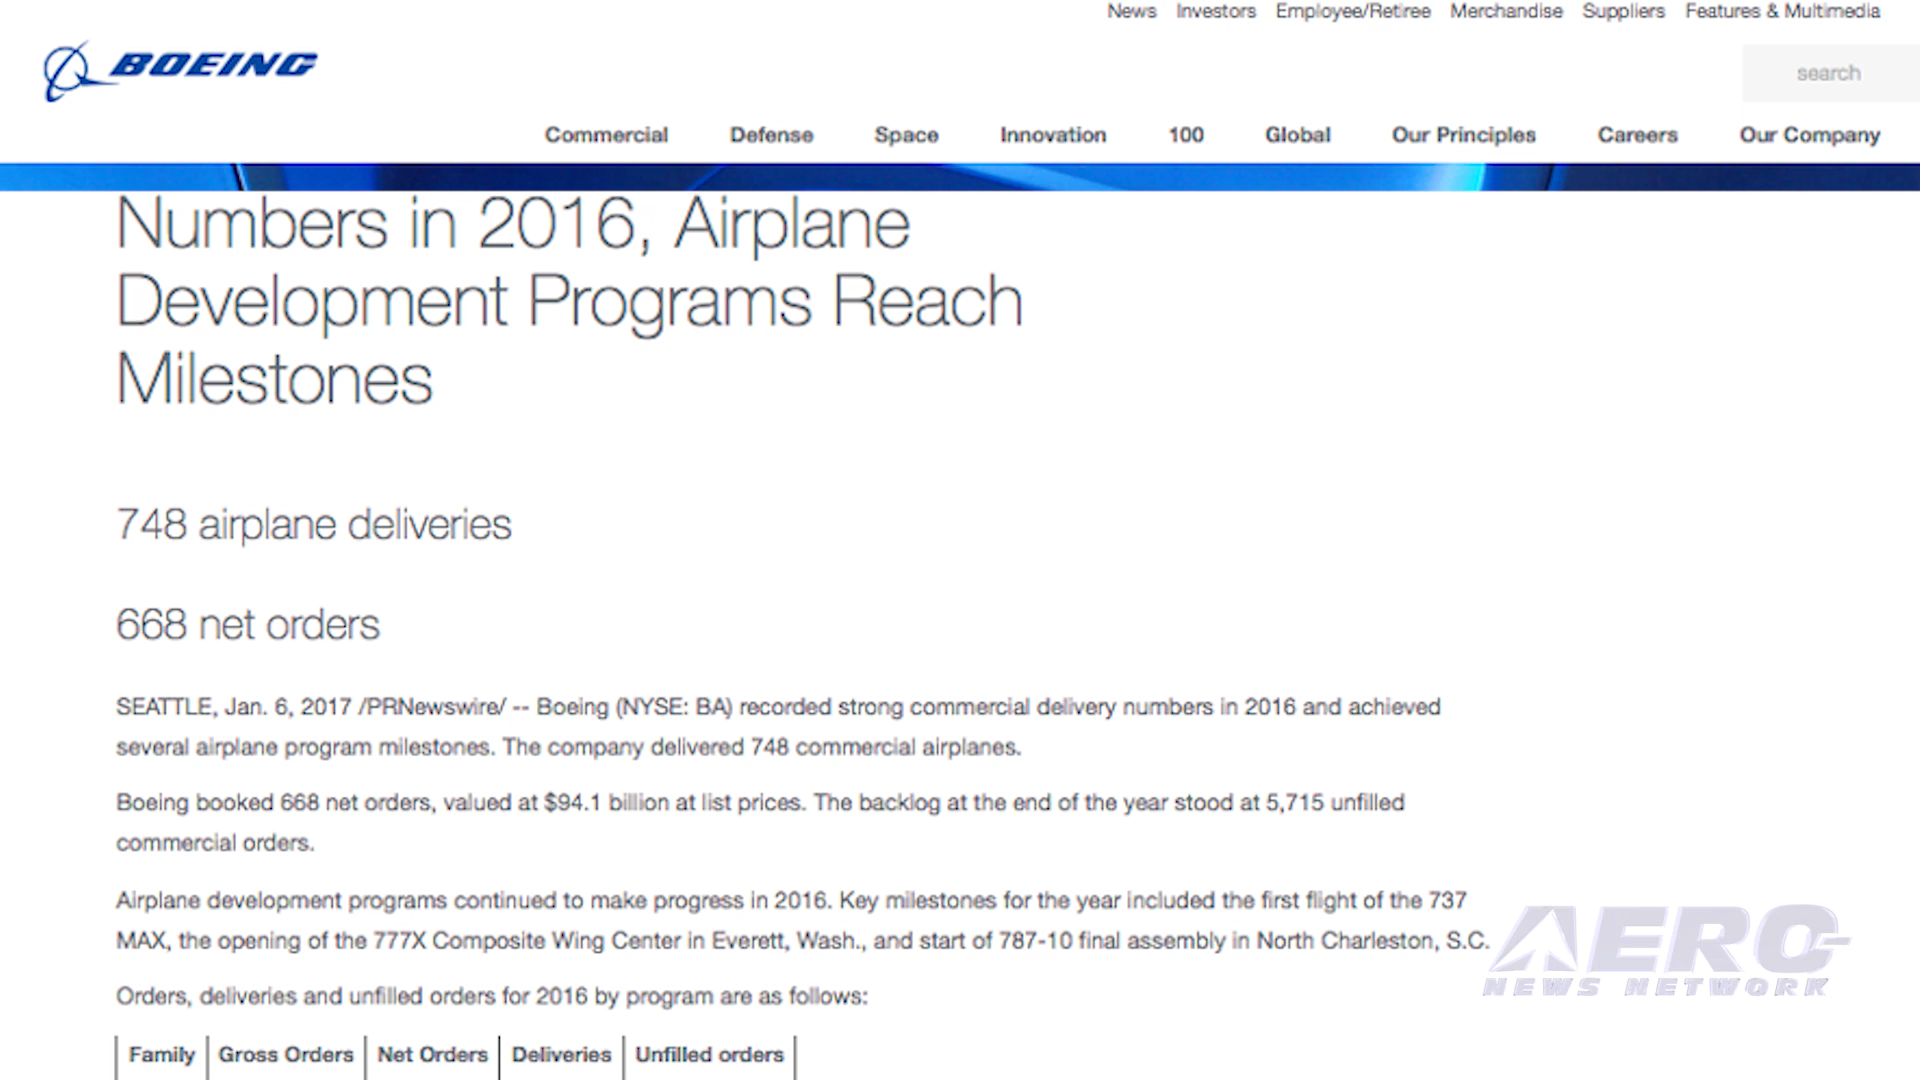 News Investors Employee/Retiree Merchandise Suppliers Features & Multimedia
BOEING
search
Commercial Defense Space Innovation 100 Global Our Principles Careers Our Company
Numbers in 2016, Airplane
Development Programs Reach
Milestones
748 airplane deliveries
668 net orders
SEATTLE, Jan. 6, 2017 /PRNewswire/ -- Boeing (NYSE: BA) recorded strong commercial delivery numbers in 2016 and achieved
several airplane program milestones. The company delivered 748 commercial airplanes.
Boeing booked 668 net orders, valued at $94.1 billion at list prices. The backlog at the end of the year stood at 5,715 unfilled
commercial orders.
Airplane development programs continued to make progress in 2016. Key milestones for the year included the first flight of the 737
MAX, the opening of the 777X Composite Wing Center in Everett, Wash., and start of 787-10 final assembly in North Charleston, S.C.
AERO-
NEWS NETWORK
Orders, deliveries and unfilled orders for 2016 by program are as follows:
Family Gross Orders Net Orders Deliveries Unfilled orders